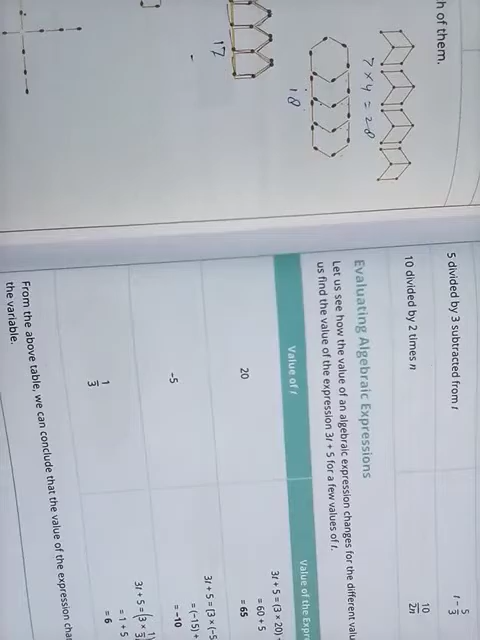 h of them.
7 x 4 = 28
18
17
5 divided by 3 subtracted from t
t – 5/3
10 divided by 2 times n
10/2n
Evaluating Algebraic Expressions
Let us see how the value of an algebraic expression changes for the different valu
us find the value of the expression 3t + 5 for a few values of t.
Value of t
Value of the Expre
20
3t + 5 = (3 × 20)
= 60 + 5
= 65
-5
3t + 5 = (3 × (-5
= (-15) +
= -10
1/3
3t + 5 = (3 × 1/3)
= 1 + 5
= 6
From the above table, we can conclude that the value of the expression chan
the variable.